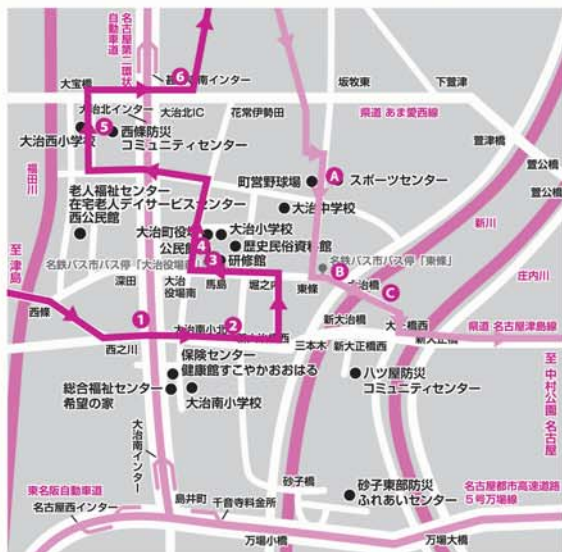 名古屋第二環状
自動車道
大宝橋
南インター
6
坂牧東
下萱津
大治北インター
大治北IC
花常伊勢田
県道 あま愛西線
萱津橋
5
大治西小学校
西條防災
コミュニティセンター
萱公橋
萱公橋
福田川
老人福祉センター
在宅老人デイサービスセンター
西公民館
町営野球場
A
スポーツセンター
大治中学校
新川
大治町役場
公民館
4
大治小学校
歴史民俗資料館
3
研修館
庄内川
至 津島
名鉄バス市バス停「大治役場
名鉄バス市バス停「東條」
B
深田
大治
役場南
馬島
堀之内
東條
治橋
C
西條
1
大治南小北
2
新大治橋
大
橋西
県道 名古屋津島線
西之川
西
三本木
新大正橋西
新大正橋
保険センター
健康館すこやかおおはる
八ツ屋防災
コミュニティセンター
至 中村公園 名古屋
総合福祉センター
希望の家
大治南小学校
大治南インター
砂子橋
砂子東部防災
ふれあいセンター
東名阪自動車道
名古屋西インター
島井町
千音寺料金所
名古屋都市高速道路
5号万場線
万場小橋
万場大橋